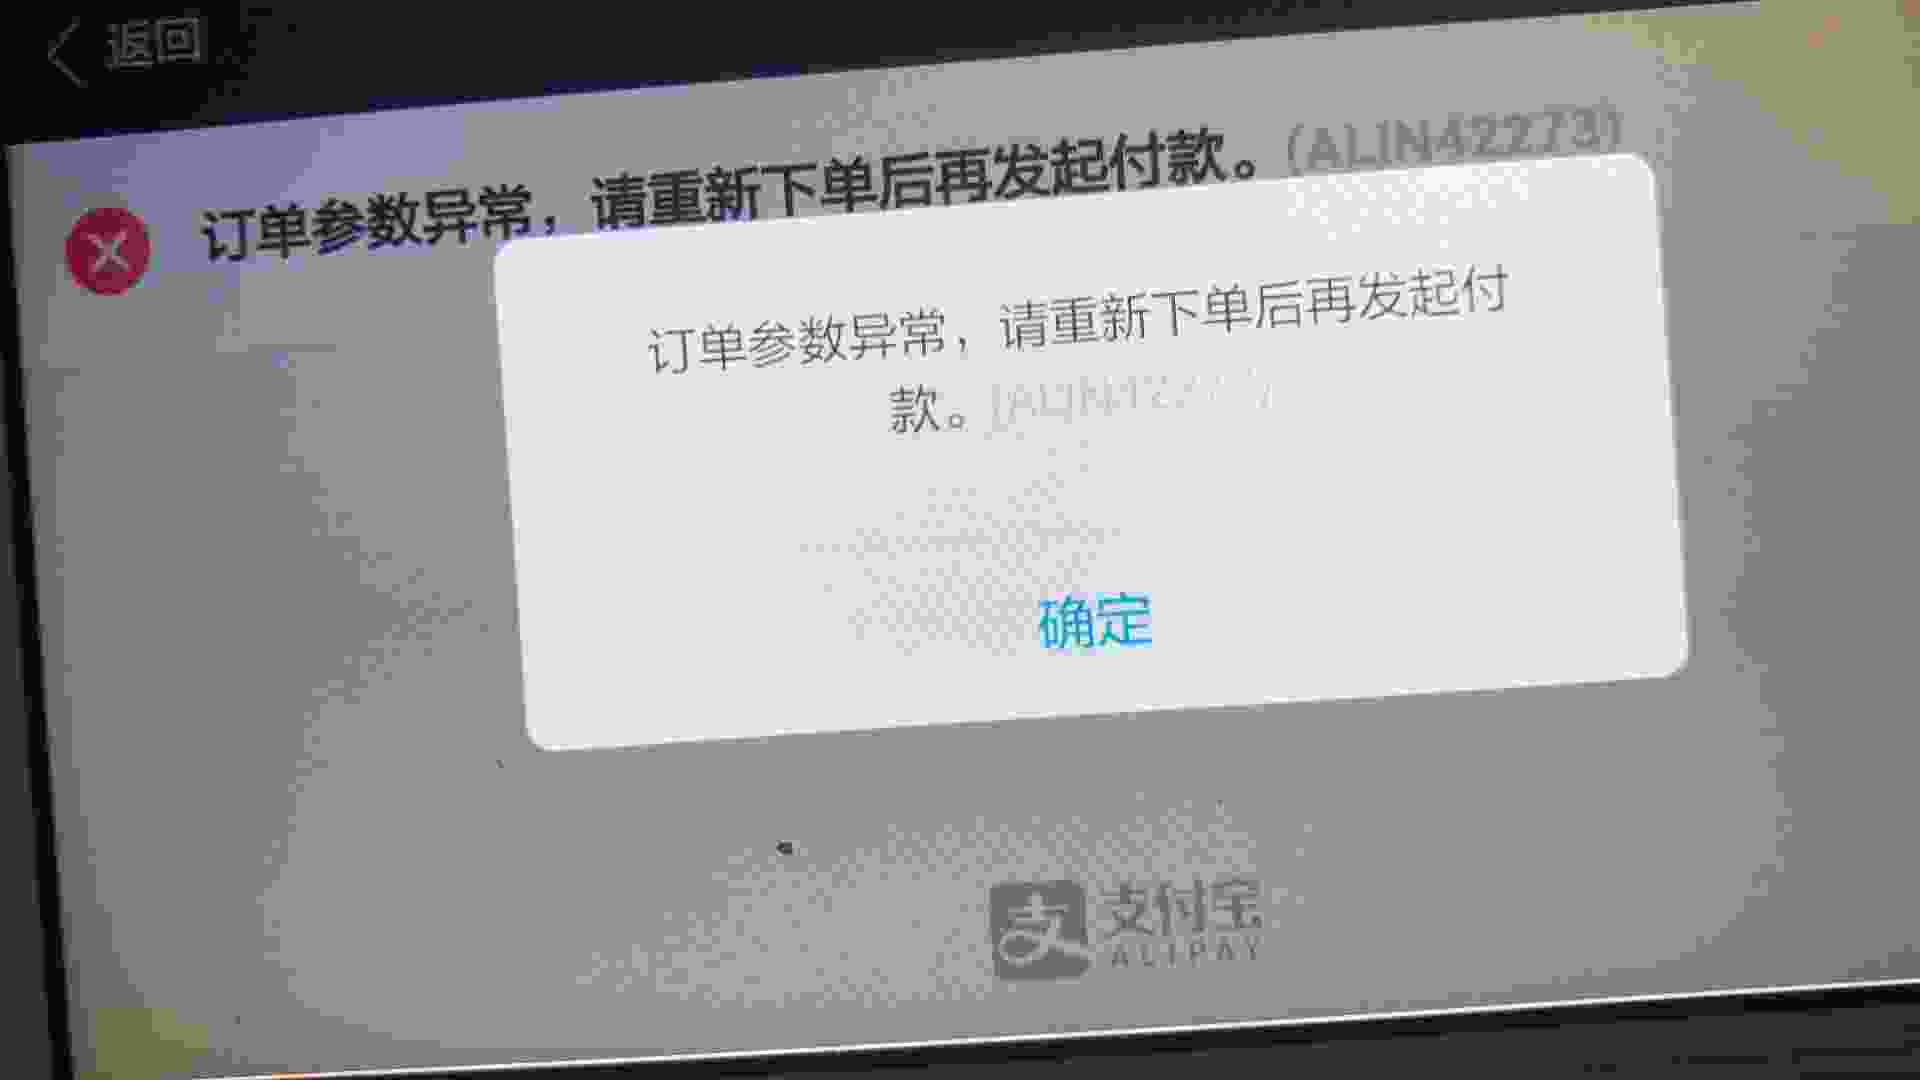 返回
订单参数异常，请重新下单后再发起付款。(ALIN42273)
订单参数异常，请重新下单后再发起付
款。(ALIN42273)
确定
支付宝
ALIPAY